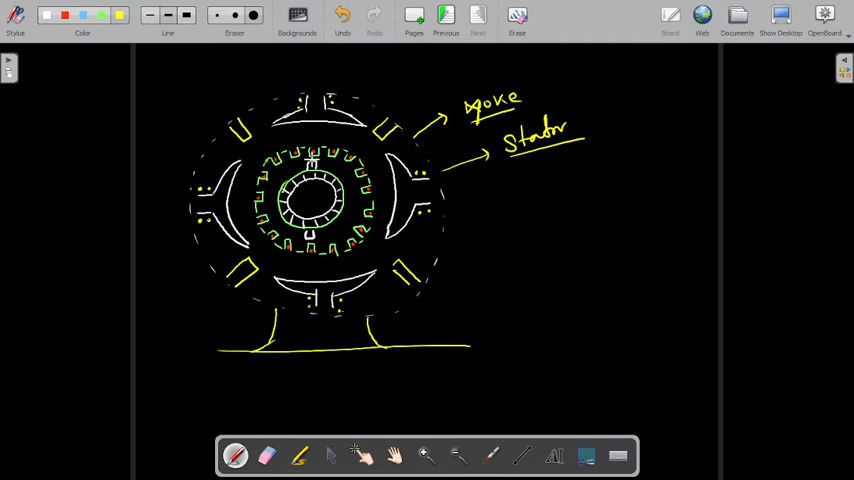 Stylus
Color
Line
Eraser
Backgrounds
Undo
Redo
Pages
Previous
Next
Erase
Board
Web
Documents
Show Desktop
OpenBoard
Yoke
Stator